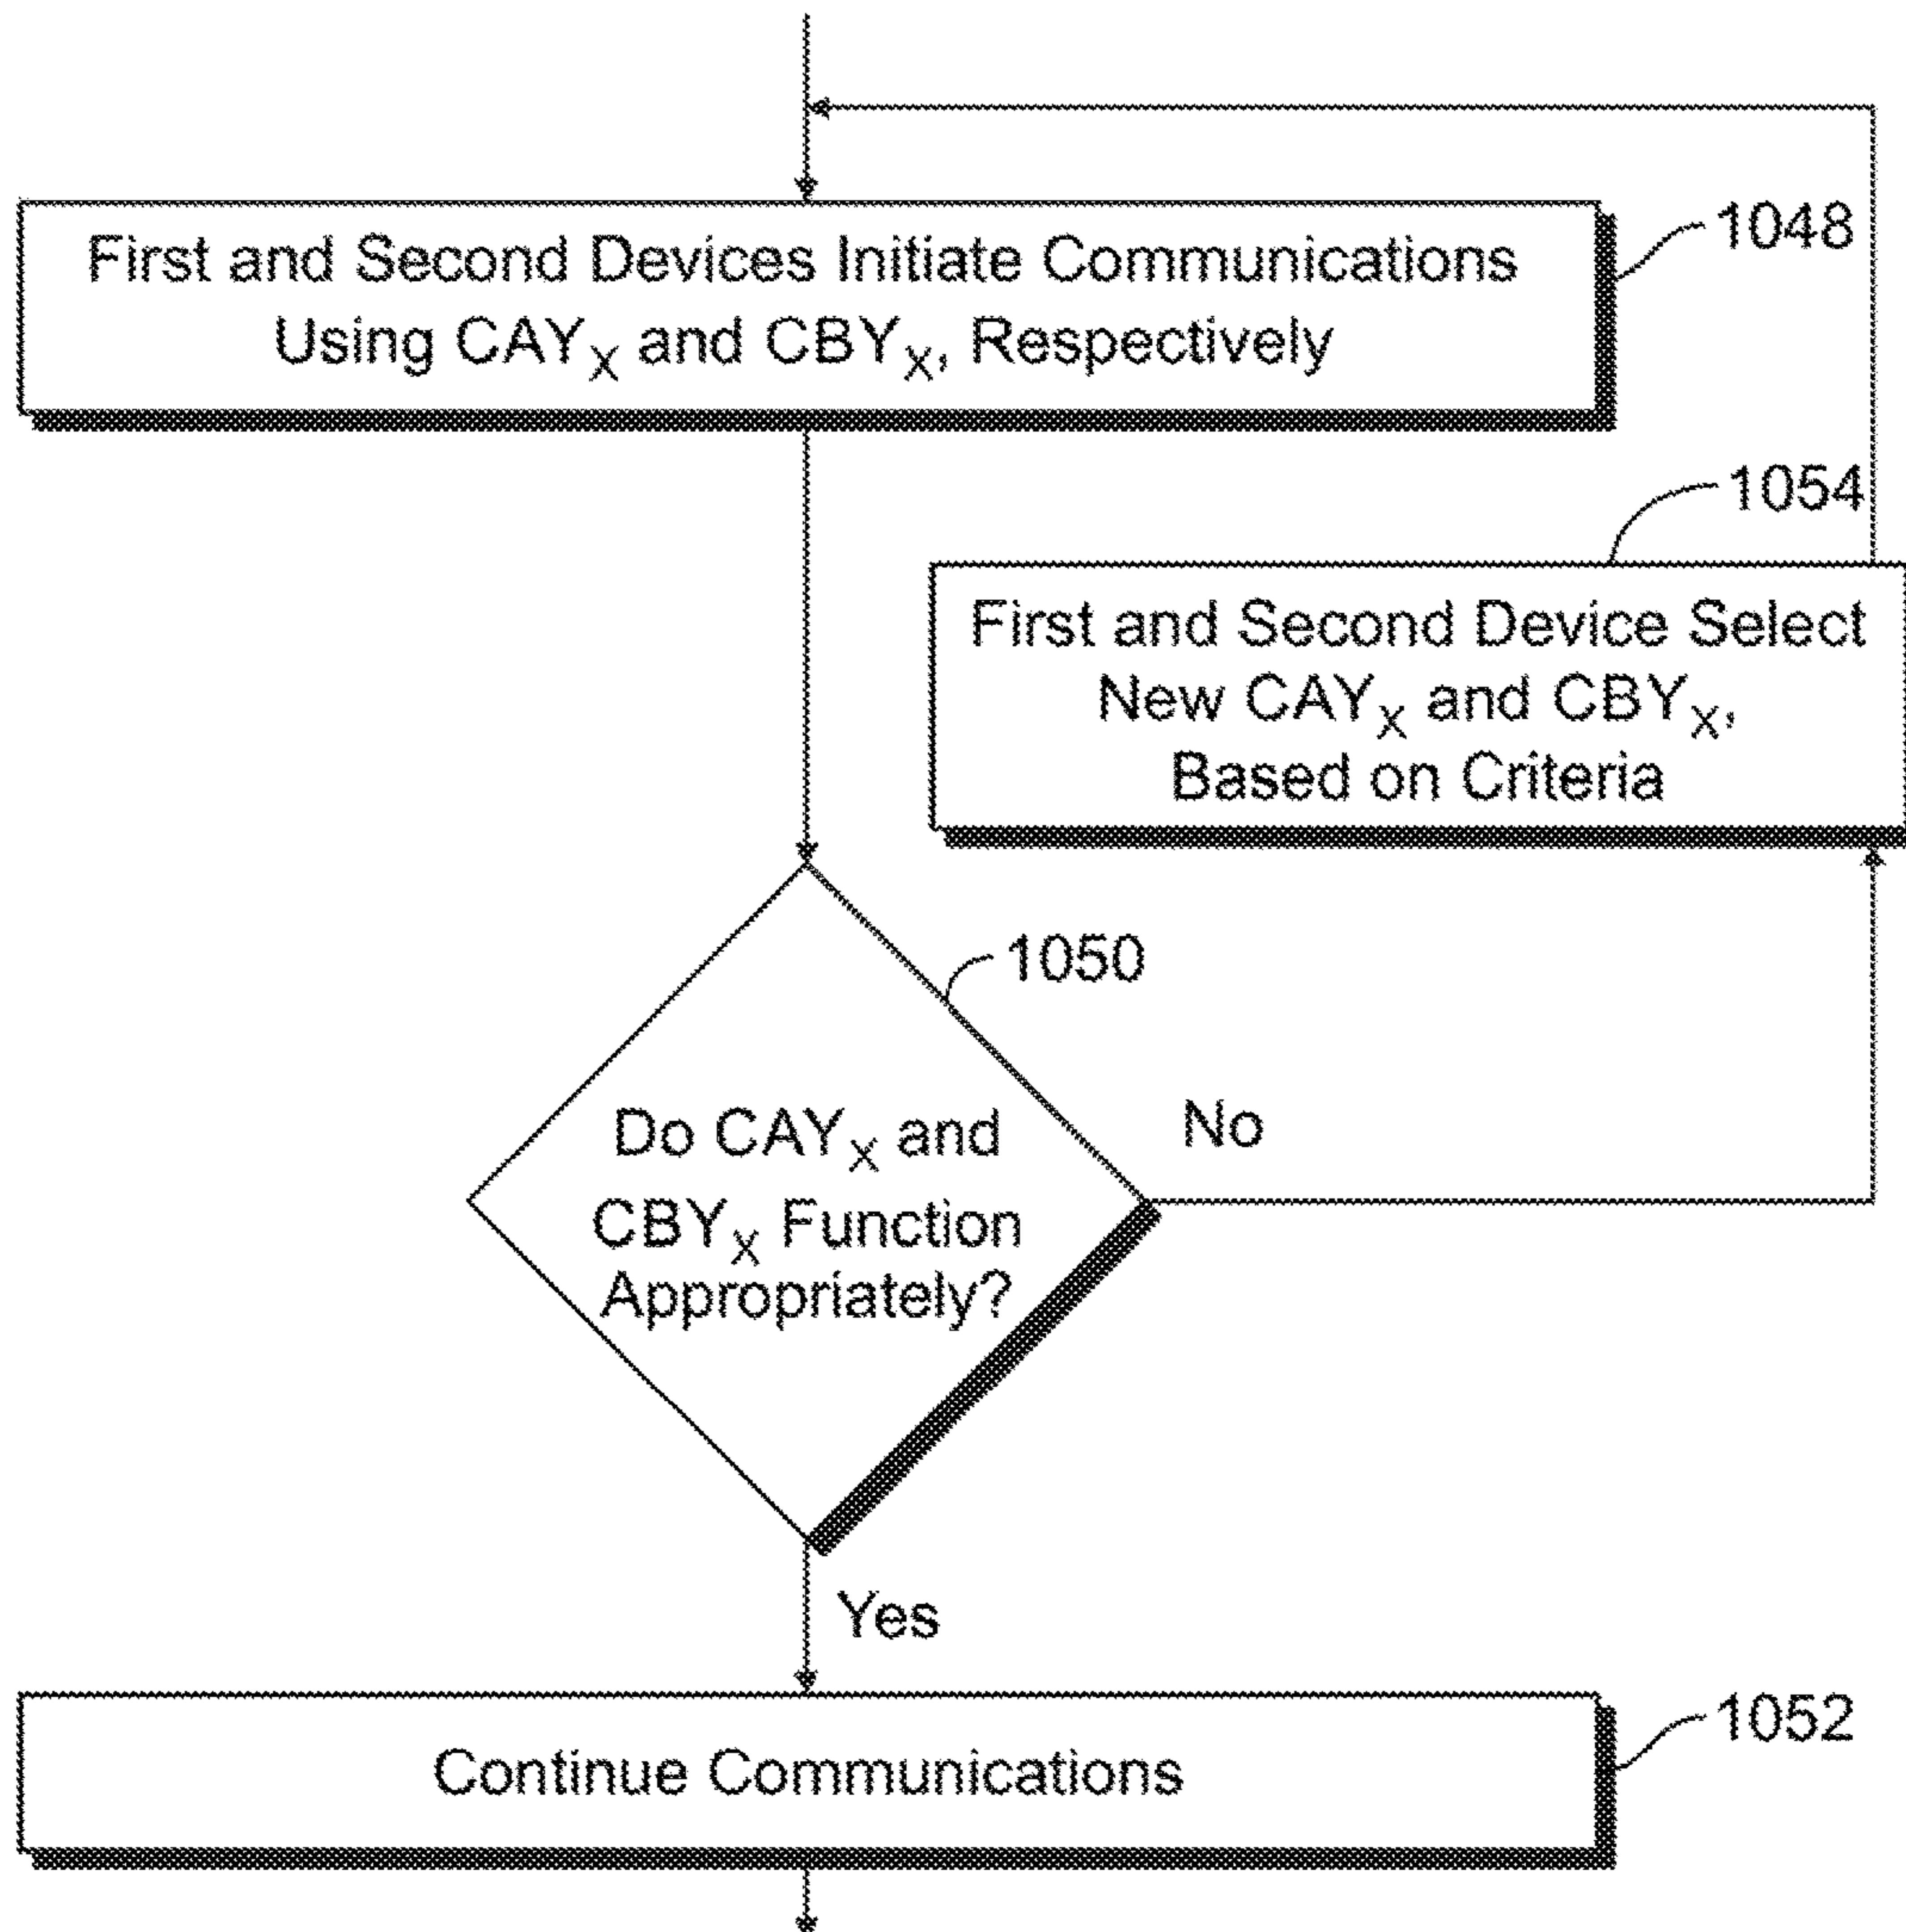 First and Second Devices Initiate Communications
Using CAYX and CBYX, Respectively
1048
1054
First and Second Device Select
New CAYX and CBYX,
Based on Criteria
1050
Do CAYX and
CBYX Function
Appropriately?
No
Yes
Continue Communications
1052